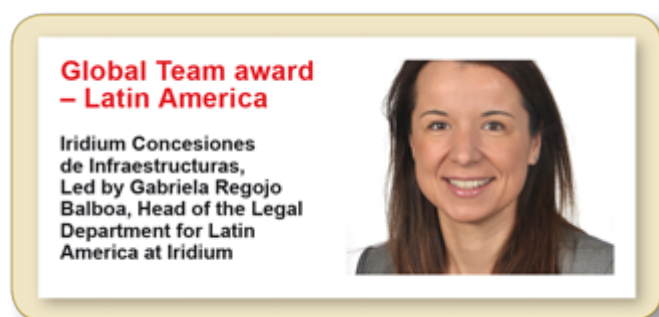 Global Team award
– Latin America
Iridium Concesiones
de Infraestructuras,
Led by Gabriela Regojo
Balboa, Head of the Legal
Department for Latin
America at Iridium